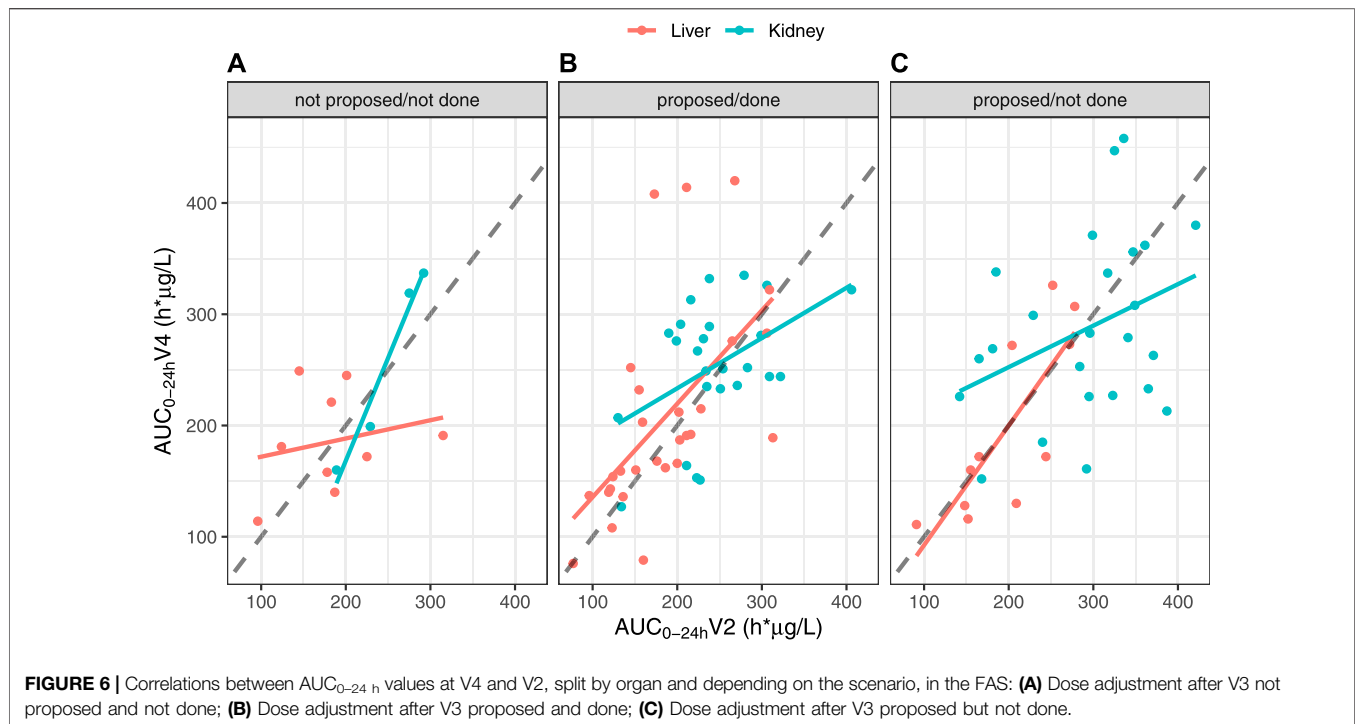 Liver Kidney
A B C
not proposed/not done proposed/done proposed/not done
AUC0−24hV4 (h*μg/L)
400
300
200
100
100 200 300 400 100 200 300 400 100 200 300 400
AUC0−24hV2 (h*μg/L)
FIGURE 6 | Correlations between AUC0–24 h values at V4 and V2, split by organ and depending on the scenario, in the FAS: (A) Dose adjustment after V3 not
proposed and not done; (B) Dose adjustment after V3 proposed and done; (C) Dose adjustment after V3 proposed but not done.